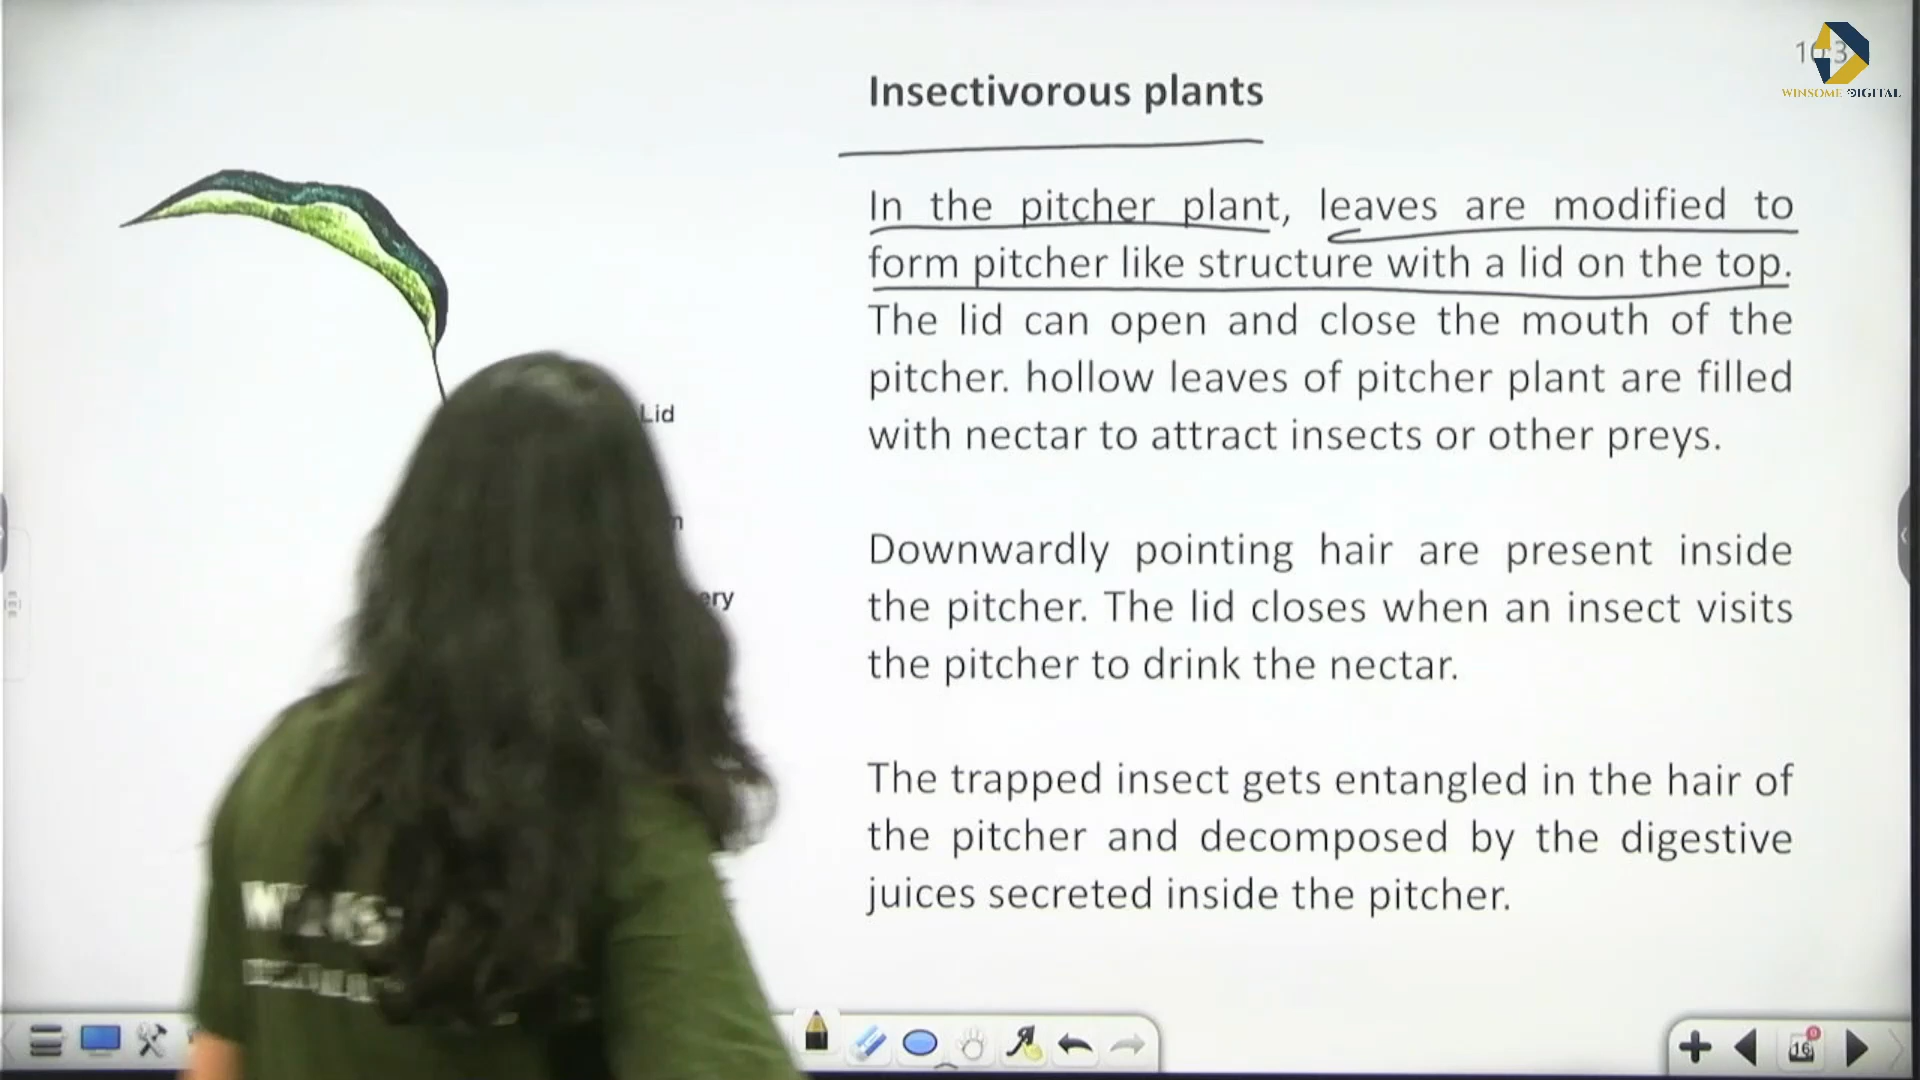 Insectivorous plants
WINSOME DIGITAL
In the pitcher plant, leaves are modified to
form pitcher like structure with a lid on the top.
The lid can open and close the mouth of the
pitcher. hollow leaves of pitcher plant are filled
with nectar to attract insects or other preys.
Lid
Downwardly pointing hair are present inside
the pitcher. The lid closes when an insect visits
the pitcher to drink the nectar.
The trapped insect gets entangled in the hair of
the pitcher and decomposed by the digestive
juices secreted inside the pitcher.
16